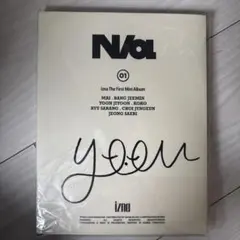 N/a
01
izna The First Mini Album
MAI . BANG JEEMIN
YOON JIYOON . KOKO
RYU SARANG . CHOI JUNGEUN
JEONG SAEBI
yoon
izna